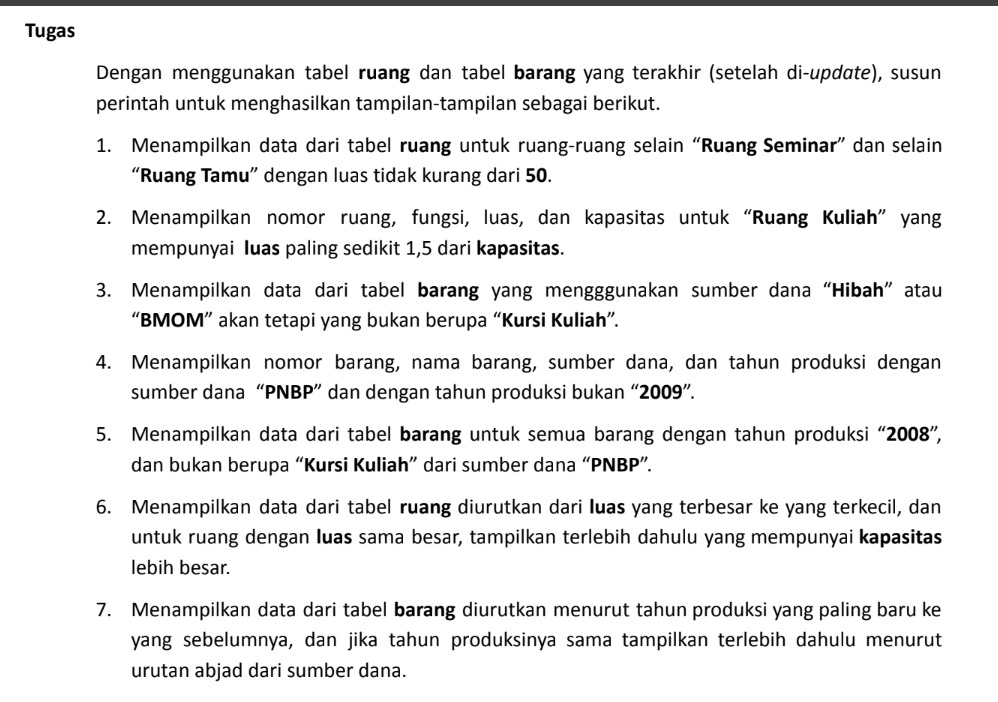 Tugas
Dengan menggunakan tabel ruang dan tabel barang yang terakhir (setelah di-update), susun
perintah untuk menghasilkan tampilan-tampilan sebagai berikut.
1. Menampilkan data dari tabel ruang untuk ruang-ruang selain “Ruang Seminar” dan selain
“Ruang Tamu” dengan luas tidak kurang dari 50.
2. Menampilkan nomor ruang, fungsi, luas, dan kapasitas untuk “Ruang Kuliah” yang
mempunyai luas paling sedikit 1,5 dari kapasitas.
3. Menampilkan data dari tabel barang yang mengggunakan sumber dana “Hibah” atau
“BMOM” akan tetapi yang bukan berupa “Kursi Kuliah”.
4. Menampilkan nomor barang, nama barang, sumber dana, dan tahun produksi dengan
sumber dana “PNBP” dan dengan tahun produksi bukan “2009”.
5. Menampilkan data dari tabel barang untuk semua barang dengan tahun produksi “2008”,
dan bukan berupa “Kursi Kuliah” dari sumber dana “PNBP”.
6. Menampilkan data dari tabel ruang diurutkan dari luas yang terbesar ke yang terkecil, dan
untuk ruang dengan luas sama besar, tampilkan terlebih dahulu yang mempunyai kapasitas
lebih besar.
7. Menampilkan data dari tabel barang diurutkan menurut tahun produksi yang paling baru ke
yang sebelumnya, dan jika tahun produksinya sama tampilkan terlebih dahulu menurut
urutan abjad dari sumber dana.